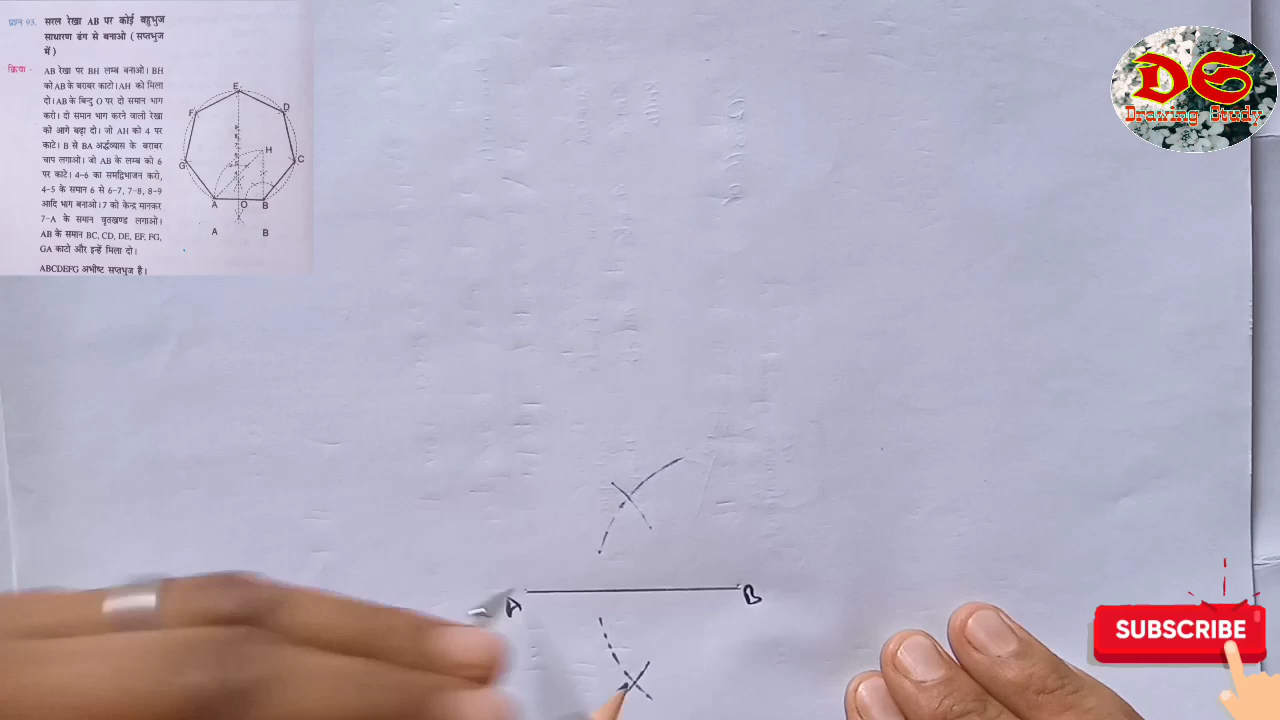 प्रश्न 93. सरल रेखा AB पर कोई बहुभुज
साधारण ढंग से बनाओ ( सप्तभुज
में )
क्रिया - AB रेखा पर BH लम्ब बनाओ। BH
को AB के बराबर काटो। AH को मिला
दो। AB के बिन्दु O पर दो समान भाग
करो। दो समान भाग करने वाली रेखा
को आगे बढ़ा दो। जो AH को 4 पर
काटे। B से BA अर्द्धव्यास के बराबर
चाप लगाओ। जो AB के लम्ब को 6
पर काटे। 4-6 का समद्विभाजन करो,
4-5 के समान 6 से 6-7, 7-8, 8-9
आदि भाग बनाओ। 7 को केन्द्र मानकर
7-A के समान वृतखण्ड लगाओ।
AB के समान BC, CD, DE, EF, FG,
GA काटो और इन्हें मिला दो।
ABCDEFG अभीष्ट सप्तभुज है।
E
F D
H
G C
A O B
A B
DS
Drawing Study
A B
SUBSCRIBE